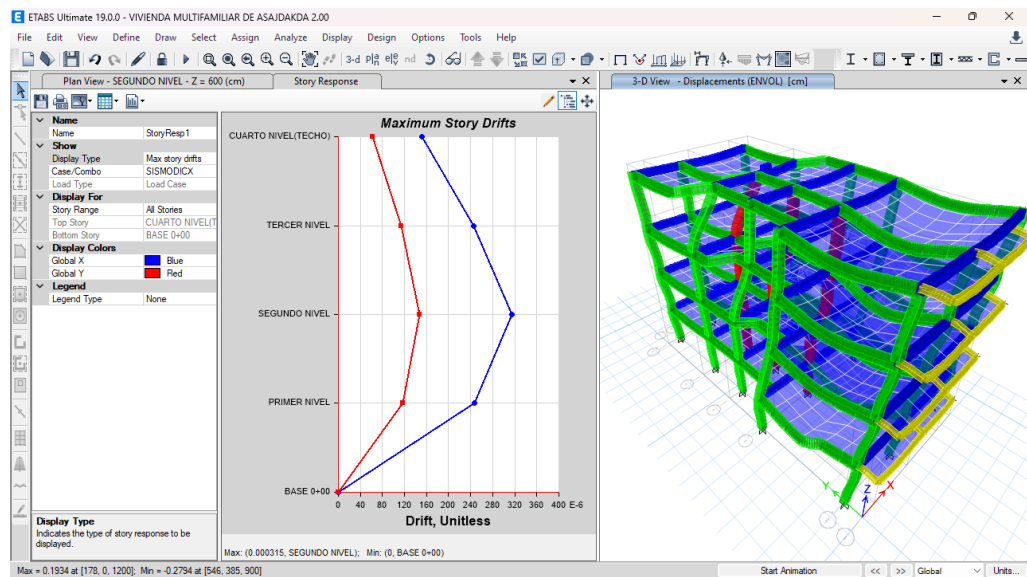 ETABS Ultimate 19.0.0 - VIVIENDA MULTIFAMILIAR DE ASAJDAKDA 2.00
File Edit View Define Draw Select Assign Analyze Display Design Options Tools Help
3-d
nd
Plan View - SEGUNDO NIVEL - Z = 600 (cm)
Story Response
3-D View - Displacements (ENVOL) [cm]
Name
Name StoryResp1
Show
Display Type Max story drifts
Case/Combo SISMODICX
Load Type Load Case
Display For
Story Range All Stories
Top Story CUARTO NIVEL(T
Bottom Story BASE 0+00
Display Colors
Global X Blue
Global Y Red
Legend
Legend Type None
Display Type
Indicates the type of story response to be
displayed.
Maximum Story Drifts
CUARTO NIVEL(TECHO)
TERCER NIVEL
SEGUNDO NIVEL
PRIMER NIVEL
BASE 0+00
0 40 80 120 160 200 240 280 320 360 400 E-6
Drift, Unitless
Max: (0.000315, SEGUNDO NIVEL); Min: (0, BASE 0+00)
Y Z X
Max = 0.1934 at [178, 0, 1200]; Min = -0.2794 at [546, 385, 900]
Start Animation << >> Global Units...